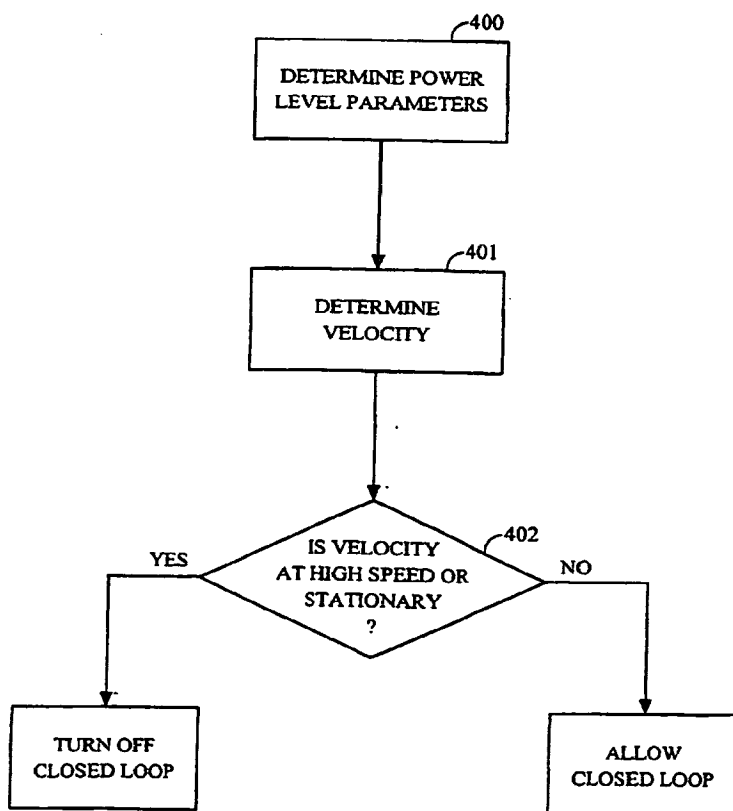 400
DETERMINE POWER
LEVEL PARAMETERS
401
DETERMINE
VELOCITY
402
IS VELOCITY
AT HIGH SPEED OR
STATIONARY
?
YES
NO
TURN OFF
CLOSED LOOP
ALLOW
CLOSED LOOP